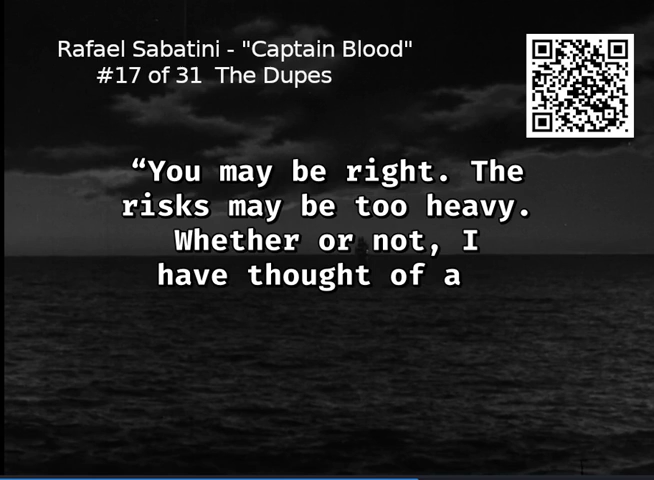 Rafael Sabatini - "Captain Blood"
#17 of 31 The Dupes
“You may be right. The
risks may be too heavy.
Whether or not, I
have thought of a